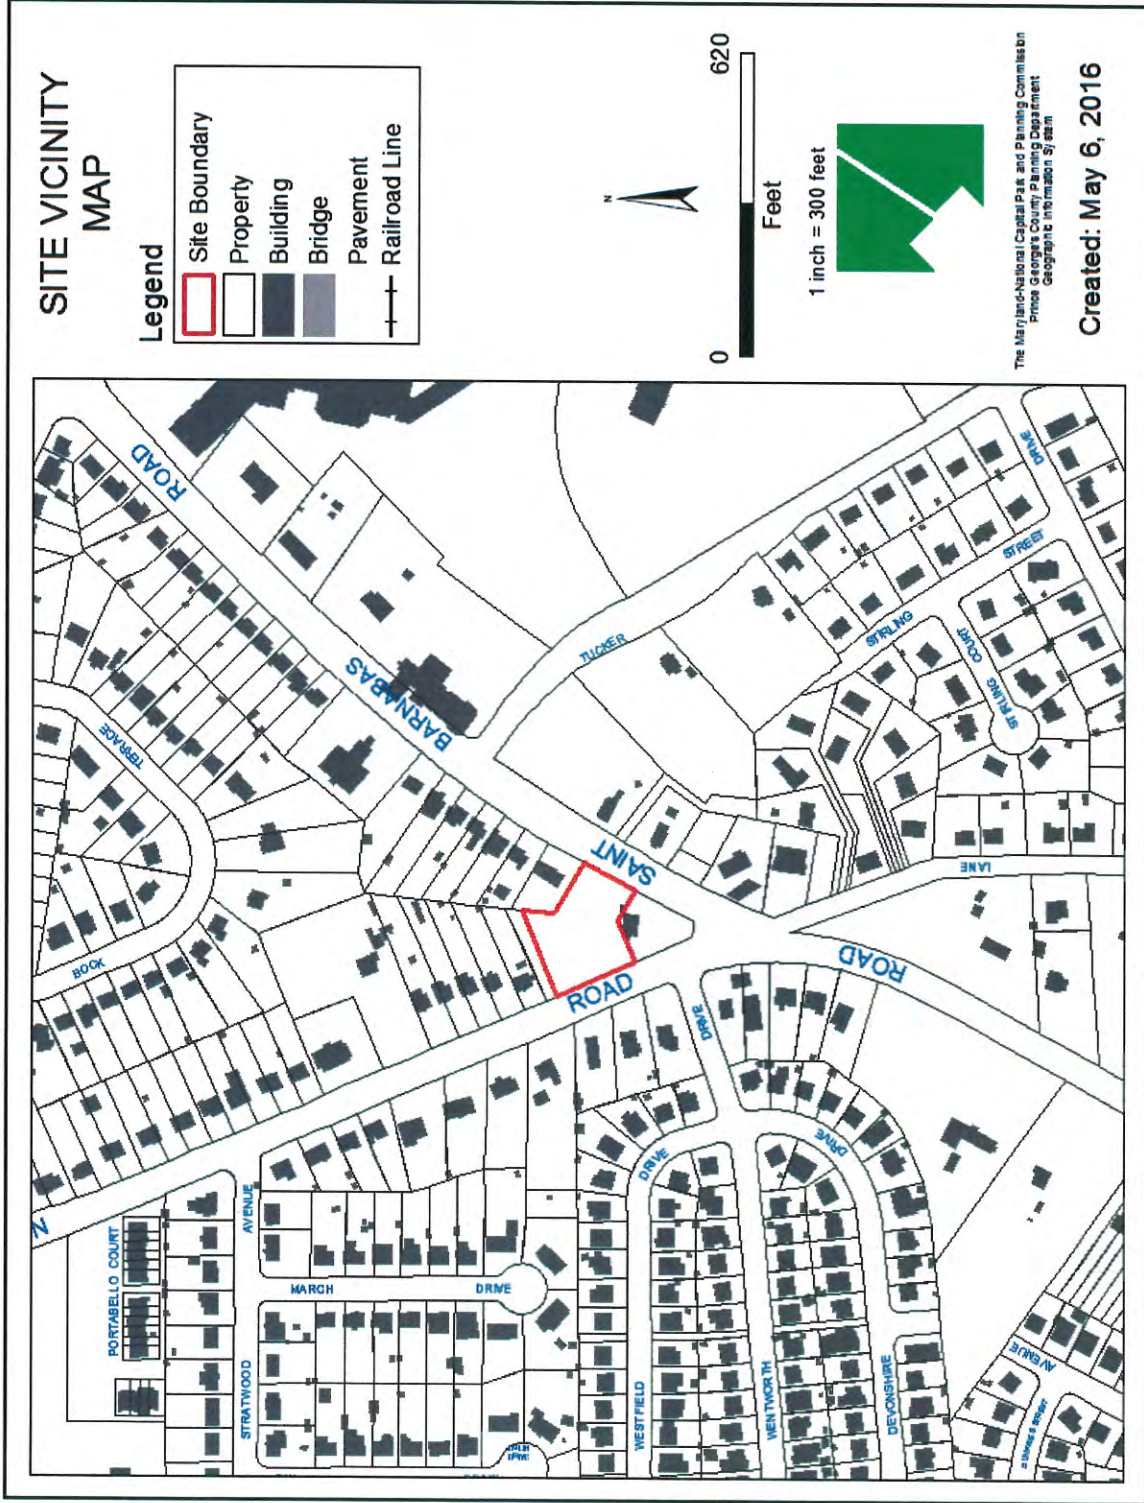 SITE VICINITY
MAP
Legend
Site Boundary
Property
Building
Bridge
Pavement
Railroad Line
N
0
620
Feet
1 inch = 300 feet
The Maryland-National Capital Park and Planning Commission
Prince George's County Planning Department
Geographic Information System
Created: May 6, 2016
ROAD
BARNABAS
SAINT
TERRACE
BOCK
TUCKER
DRIVE
STREET
STIRLING
COURT
STIRLING
LANE
ROAD
ROAD
DRIVE
DRIVE
DRIVE
N
PORTABELLO COURT
AVENUE
STRATWOOD
MARCH
DRIVE
WESTFIELD
WENTWORTH
DEVONSHIRE
AVENUE